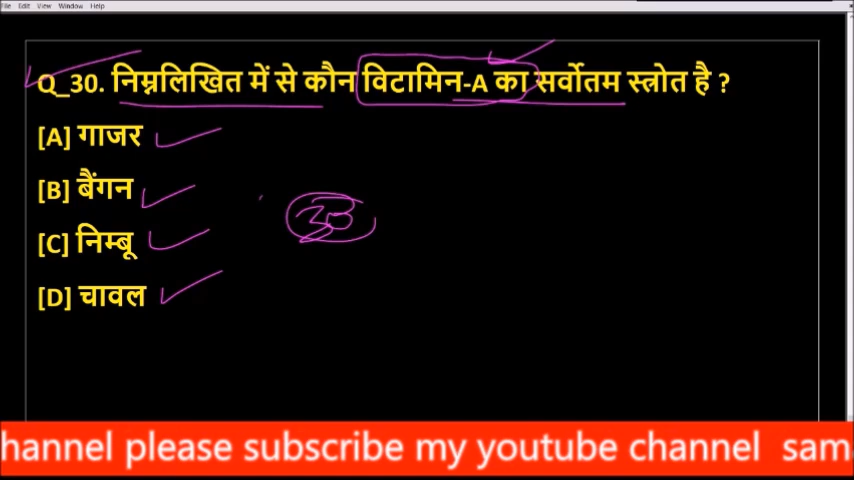 File Edit View Window Help
Q_30. निम्नलिखित में से कौन विटामिन-A का सर्वोतम स्त्रोत है ?
[A] गाजर
[B] बैंगन
[C] निम्बू
30
[D] चावल
hannel please subscribe my youtube channel sam